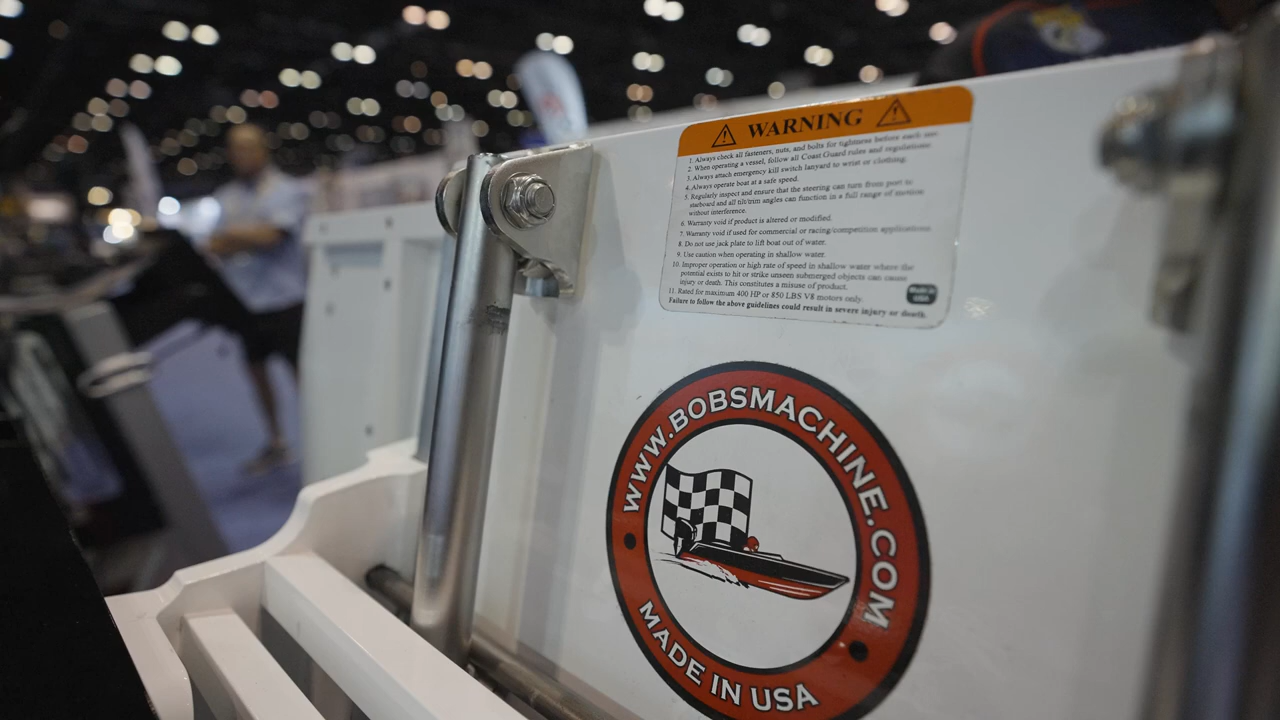 WARNING
1. Always check all fasteners, nuts, and bolts for tightness before each use
2. When operating a vessel, follow all Coast Guard rules and regulations
3. Always attach emergency kill switch lanyard to wrist or clothing.
4. Always operate boat at a safe speed.
5. Regularly inspect and ensure that the steering can turn from port to
starboard and all tilt/trim angles can function in a full range of motion
without interference.
6. Warranty void if product is altered or modified.
7. Warranty void if used for commercial or racing/competition applications.
8. Do not use jack plate to lift boat out of water.
9. Use caution when operating in shallow water.
10. Improper operation or high rate of speed in shallow water where the
potential exists to hit or strike unseen submerged objects can cause
injury or death. This constitutes a misuse of product.
11. Rated for maximum 400 HP or 850 LBS V8 motors only.
Made in
USA
Failure to follow the above guidelines could result in severe injury or death.
WWW.BOBSMACHINE.COM
MADE IN USA